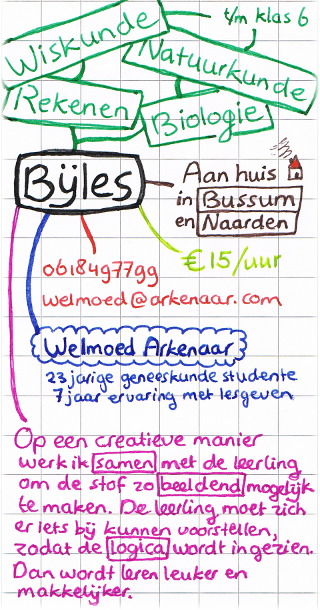 t/m klas 6
Wiskunde
Natuurkunde
Rekenen
Biologie
Bijles
Aan huis
in Bussum
en Naarden
€15/uur
0618497799
welmoed@arkenaar.com
Welmoed Arkenaar
23 jarige geneeskunde studente
7 jaar ervaring met lesgeven
Op een creatieve manier
werk ik samen met de leerling
om de stof zo beeldend mogelijk
te maken. De leerling moet zich
er iets bij kunnen voorstellen,
zodat de logica wordt ingezien.
Dan wordt leren leuker en
makkelijker.